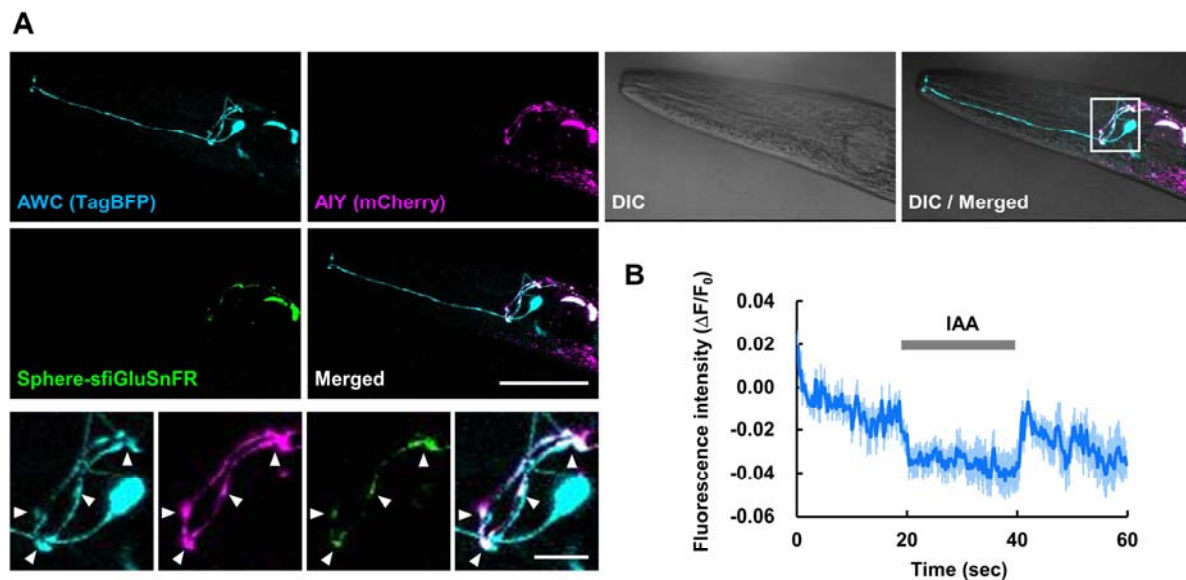 A
AWC (TagBFP)
AIY (mCherry)
DIC
DIC / Merged
Sphere-sfiGluSnFR
Merged
B
Fluorescence intensity (ΔF/F₀)
0.04
0.02
0.00
-0.02
-0.04
-0.06
IAA
0
20
40
60
Time (sec)